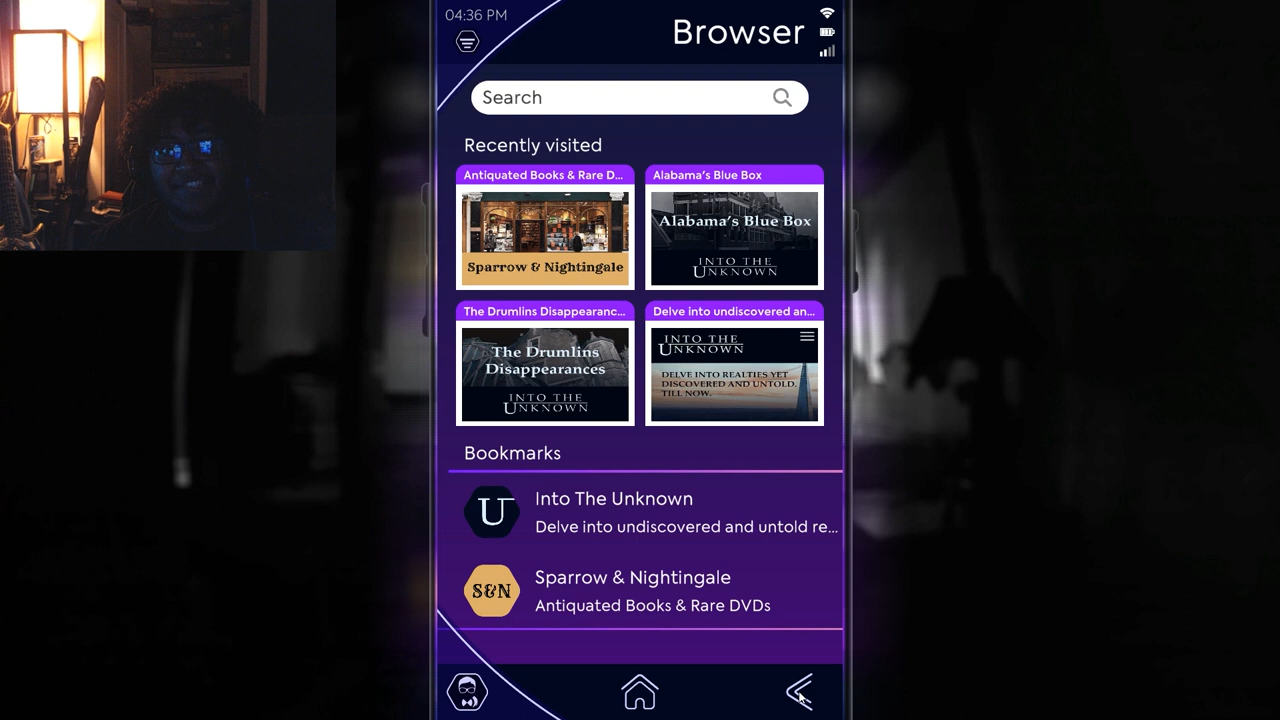 04:36 PM
Browser
Search
Recently visited
Antiquated Books & Rare D...
Alabama's Blue Box
Sparrow & Nightingale
Alabama's Blue Box
INTO THE
UNKNOWN
The Drumlins Disappearanc...
Delve into undiscovered an...
The Drumlins
Disappearances
INTO THE
UNKNOWN
INTO THE
UNKNOWN
DELVE INTO REALTIES YET
DISCOVERED AND UNTOLD.
TILL NOW.
Bookmarks
U
Into The Unknown
Delve into undiscovered and untold re...
S&N
Sparrow & Nightingale
Antiquated Books & Rare DVDs